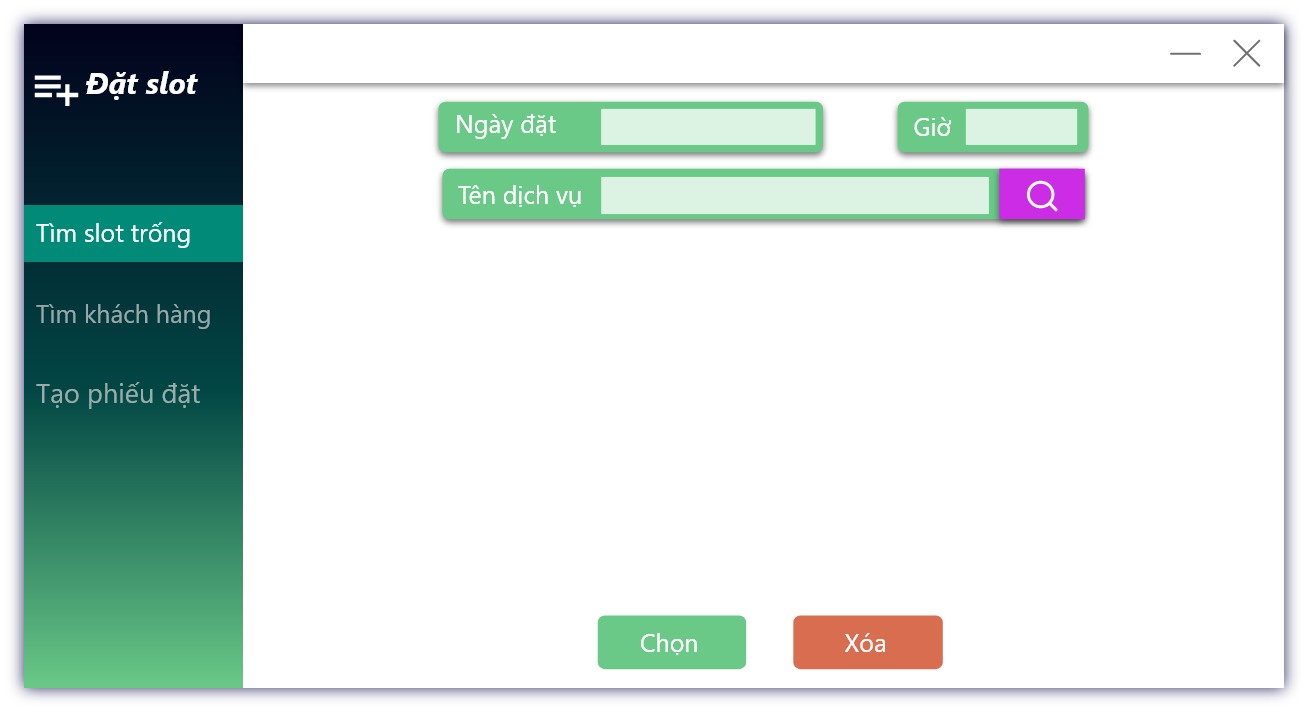 Đặt slot
Tìm slot trống
Tìm khách hàng
Tạo phiếu đặt
Ngày đặt
Giờ
Tên dịch vụ
Chọn
Xóa